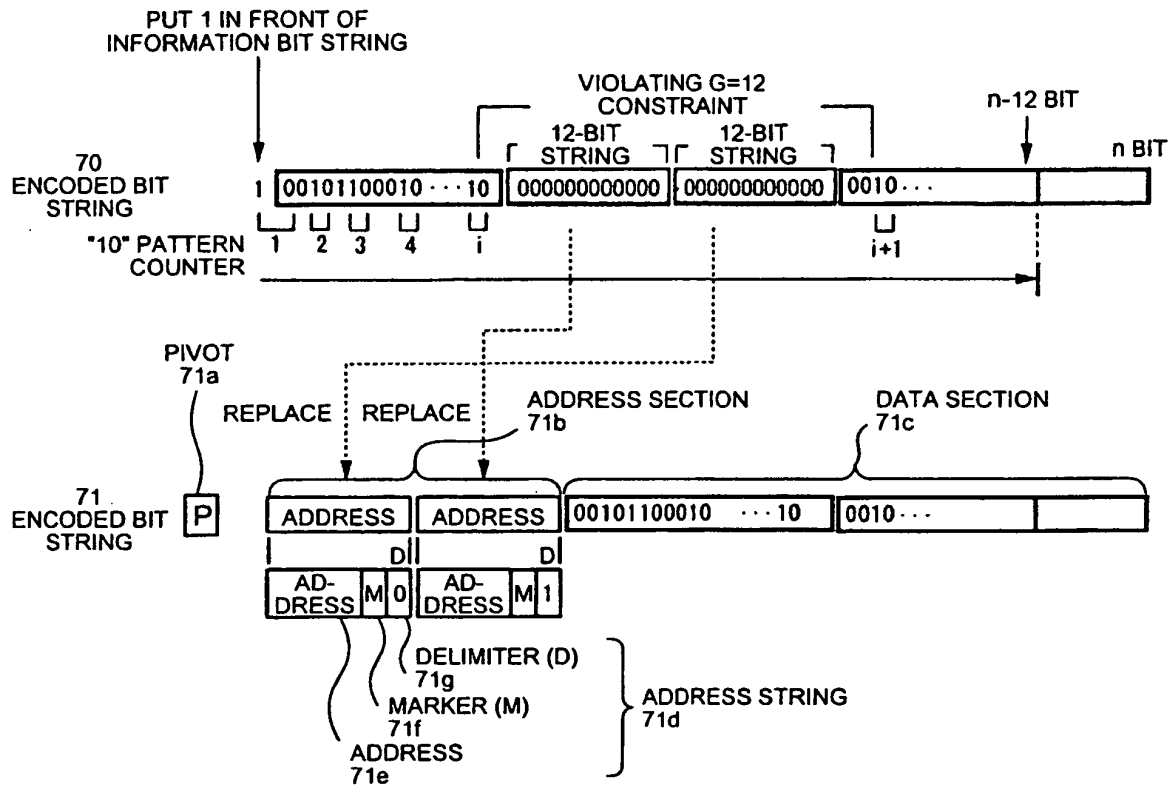 PUT 1 IN FRONT OF
INFORMATION BIT STRING
VIOLATING G=12
CONSTRAINT
n-12 BIT
12-BIT
STRING
12-BIT
STRING
n BIT
70
ENCODED BIT
STRING
1 00101100010 ··· 10 000000000000 000000000000 0010···
"10" PATTERN
COUNTER
1 2 3 4 i i+1
PIVOT
71a
REPLACE REPLACE
ADDRESS SECTION
71b
DATA SECTION
71c
71
ENCODED BIT
STRING
P ADDRESS ADDRESS 00101100010 ··· 10 0010···
D D
AD-
DRESS M 0 AD-
DRESS M 1
DELIMITER (D)
71g
MARKER (M)
71f
ADDRESS
71e
ADDRESS STRING
71d